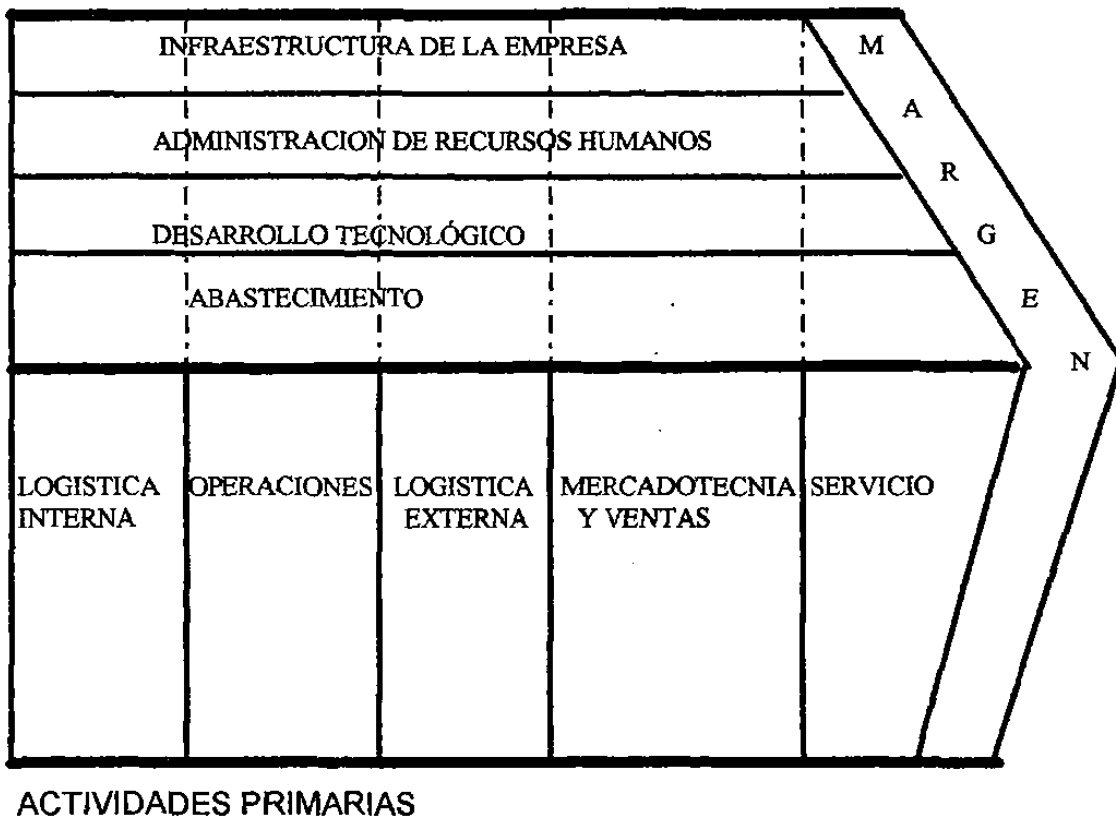 INFRAESTRUCTURA DE LA EMPRESA
ADMINISTRACION DE RECURSOS HUMANOS
DESARROLLO TECNOLÓGICO
ABASTECIMIENTO
M
A
R
G
E
N
LOGISTICA
INTERNA
OPERACIONES
LOGISTICA
EXTERNA
MERCADOTECNIA
Y VENTAS
SERVICIO
ACTIVIDADES PRIMARIAS